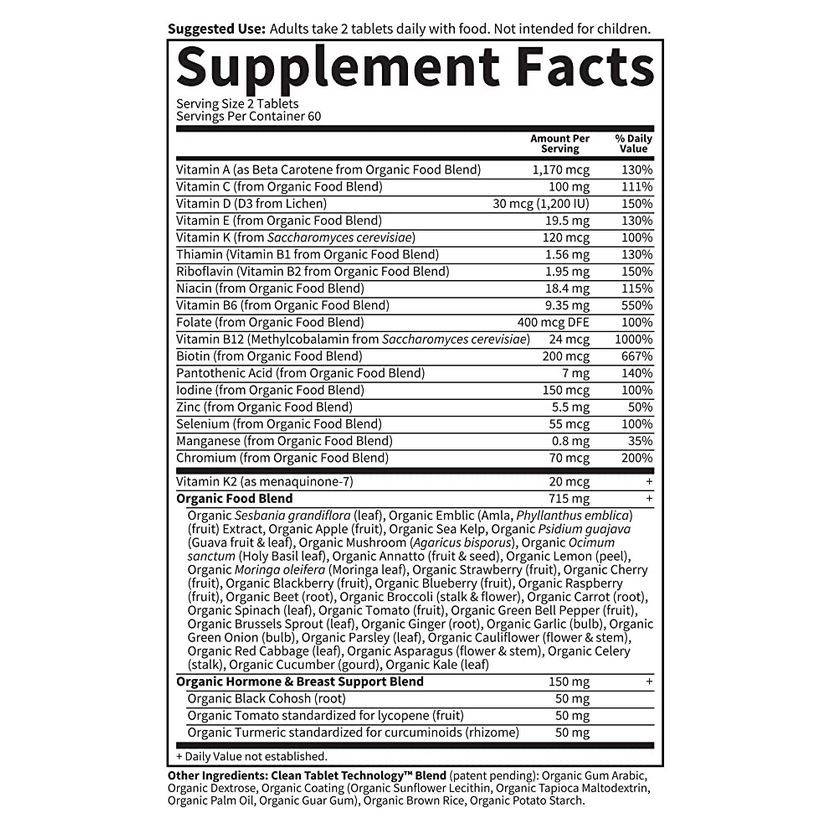 Suggested Use: Adults take 2 tablets daily with food. Not intended for children.
Supplement Facts
Serving Size 2 Tablets
Servings Per Container 60
Amount Per Serving % Daily Value
Vitamin A (as Beta Carotene from Organic Food Blend) 1,170 mcg 130%
Vitamin C (from Organic Food Blend) 100 mg 111%
Vitamin D (D3 from Lichen) 30 mcg (1,200 IU) 150%
Vitamin E (from Organic Food Blend) 19.5 mg 130%
Vitamin K (from Saccharomyces cerevisiae) 120 mcg 100%
Thiamin (Vitamin B1 from Organic Food Blend) 1.56 mg 130%
Riboflavin (Vitamin B2 from Organic Food Blend) 1.95 mg 150%
Niacin (from Organic Food Blend) 18.4 mg 115%
Vitamin B6 (from Organic Food Blend) 9.35 mg 550%
Folate (from Organic Food Blend) 400 mcg DFE 100%
Vitamin B12 (Methylcobalamin from Saccharomyces cerevisiae) 24 mcg 1000%
Biotin (from Organic Food Blend) 200 mcg 667%
Pantothenic Acid (from Organic Food Blend) 7 mg 140%
Iodine (from Organic Food Blend) 150 mcg 100%
Zinc (from Organic Food Blend) 5.5 mg 50%
Selenium (from Organic Food Blend) 55 mcg 100%
Manganese (from Organic Food Blend) 0.8 mg 35%
Chromium (from Organic Food Blend) 70 mcg 200%
Vitamin K2 (as menaquinone-7) 20 mcg +
Organic Food Blend 715 mg +
Organic Sesbania grandiflora (leaf), Organic Emblic (Amla, Phyllanthus emblica)
(fruit) Extract, Organic Apple (fruit), Organic Sea Kelp, Organic Psidium guajava
(Guava fruit & leaf), Organic Mushroom (Agaricus bisporus), Organic Ocimum
sanctum (Holy Basil leaf), Organic Annatto (fruit & seed), Organic Lemon (peel),
Organic Moringa oleifera (Moringa leaf), Organic Strawberry (fruit), Organic Cherry
(fruit), Organic Blackberry (fruit), Organic Blueberry (fruit), Organic Raspberry
(fruit), Organic Beet (root), Organic Broccoli (stalk & flower), Organic Carrot (root),
Organic Spinach (leaf), Organic Tomato (fruit), Organic Green Bell Pepper (fruit),
Organic Brussels Sprout (leaf), Organic Ginger (root), Organic Garlic (bulb), Organic
Green Onion (bulb), Organic Parsley (leaf), Organic Cauliflower (flower & stem),
Organic Red Cabbage (leaf), Organic Asparagus (flower & stem), Organic Celery
(stalk), Organic Cucumber (gourd), Organic Kale (leaf)
Organic Hormone & Breast Support Blend 150 mg +
Organic Black Cohosh (root) 50 mg
Organic Tomato standardized for lycopene (fruit) 50 mg
Organic Turmeric standardized for curcuminoids (rhizome) 50 mg
+ Daily Value not established.
Other Ingredients: Clean Tablet Technology™ Blend (patent pending): Organic Gum Arabic,
Organic Dextrose, Organic Coating (Organic Sunflower Lecithin, Organic Tapioca Maltodextrin,
Organic Palm Oil, Organic Guar Gum), Organic Brown Rice, Organic Potato Starch.